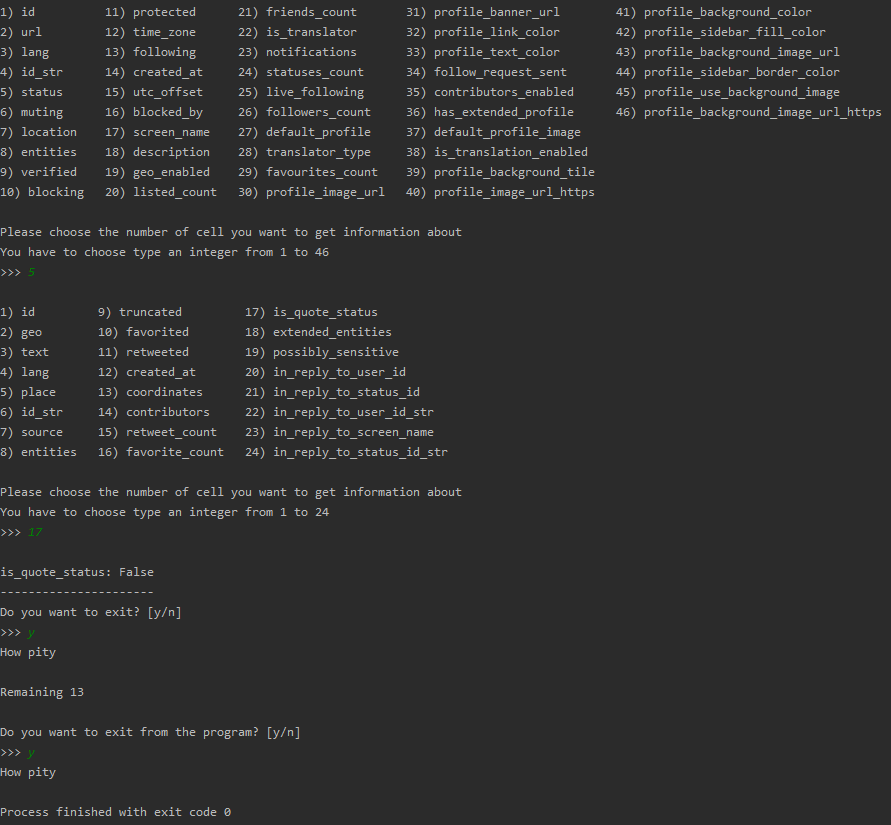 1) id          11) protected      21) friends_count       31) profile_banner_url        41) profile_background_color
2) url         12) time_zone      22) is_translator       32) profile_link_color        42) profile_sidebar_fill_color
3) lang        13) following      23) notifications       33) profile_text_color        43) profile_background_image_url
4) id_str      14) created_at     24) statuses_count      34) follow_request_sent       44) profile_sidebar_border_color
5) status      15) utc_offset     25) live_following      35) contributors_enabled      45) profile_use_background_image
6) muting      16) blocked_by     26) followers_count     36) has_extended_profile      46) profile_background_image_url_https
7) location    17) screen_name    27) default_profile     37) default_profile_image
8) entities    18) description    28) translator_type     38) is_translation_enabled
9) verified    19) geo_enabled    29) favourites_count    39) profile_background_tile
10) blocking   20) listed_count   30) profile_image_url   40) profile_image_url_https
Please choose the number of cell you want to get information about
You have to choose type an integer from 1 to 46
>>> 5
1) id         9) truncated         17) is_quote_status
2) geo        10) favorited        18) extended_entities
3) text       11) retweeted        19) possibly_sensitive
4) lang       12) created_at       20) in_reply_to_user_id
5) place      13) coordinates      21) in_reply_to_status_id
6) id_str     14) contributors     22) in_reply_to_user_id_str
7) source     15) retweet_count    23) in_reply_to_screen_name
8) entities   16) favorite_count   24) in_reply_to_status_id_str
Please choose the number of cell you want to get information about
You have to choose type an integer from 1 to 24
>>> 17
is_quote_status: False
----------------------
Do you want to exit? [y/n]
>>> y
How pity
Remaining 13
Do you want to exit from the program? [y/n]
>>> y
How pity
Process finished with exit code 0